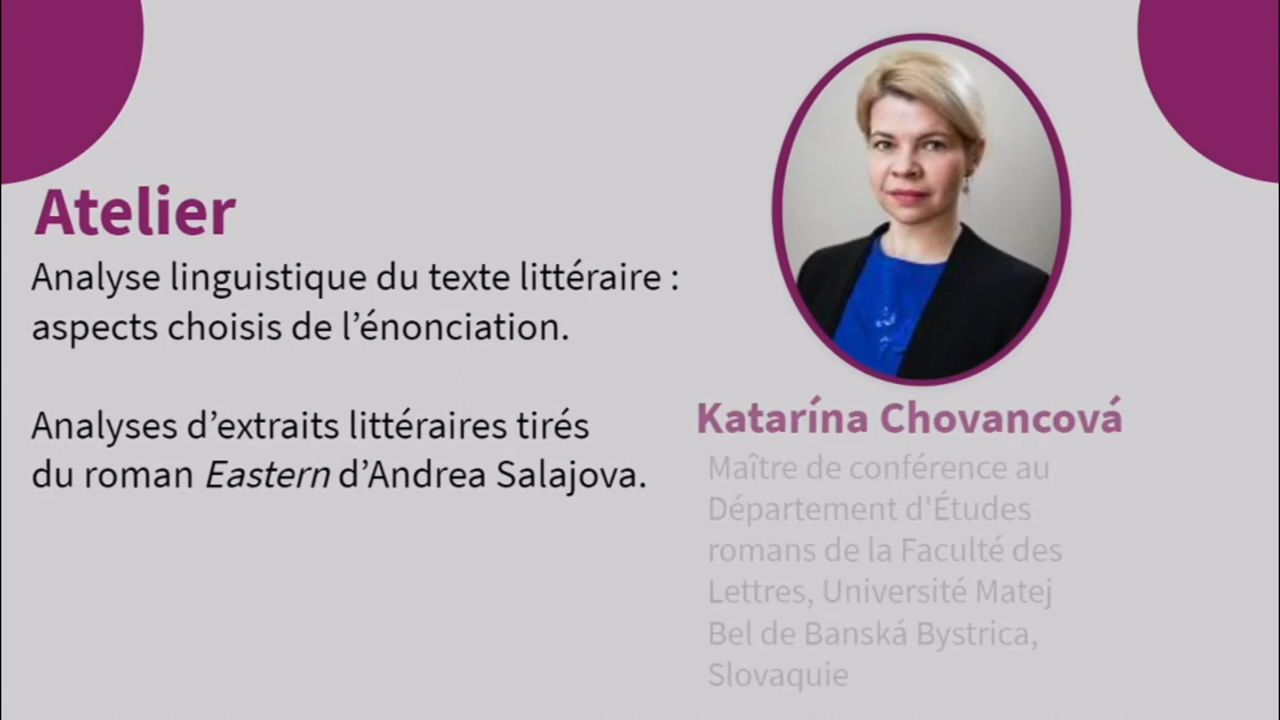 Atelier
Analyse linguistique du texte littéraire :
aspects choisis de l’énonciation.
Analyses d’extraits littéraires tirés
du roman Eastern d’Andrea Salajova.
Katarína Chovancová
Maître de conférence au
Département d'Études
romans de la Faculté des
Lettres, Université Matej
Bel de Banská Bystrica,
Slovaquie